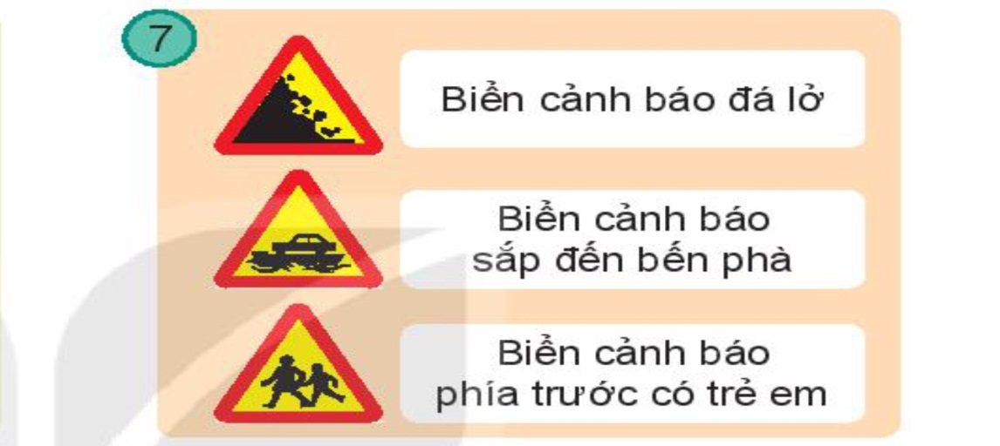 7
Biển cảnh báo đá lở
Biển cảnh báo
sắp đến bến phà
Biển cảnh báo
phía trước có trẻ em